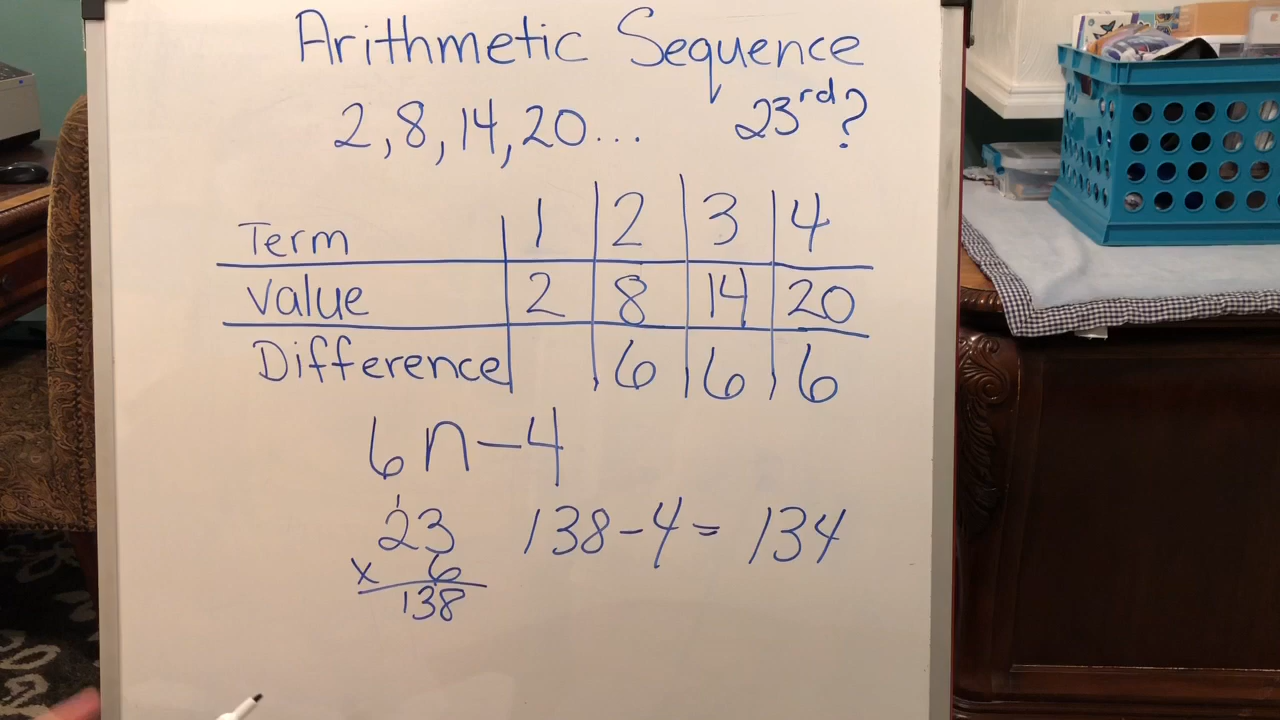 Arithmetic Sequence
2, 8, 14, 20... 23rd?
Term 1 2 3 4
Value 2 8 14 20
Difference 6 6 6
6n-4
1
23 138-4= 134
x 6
138